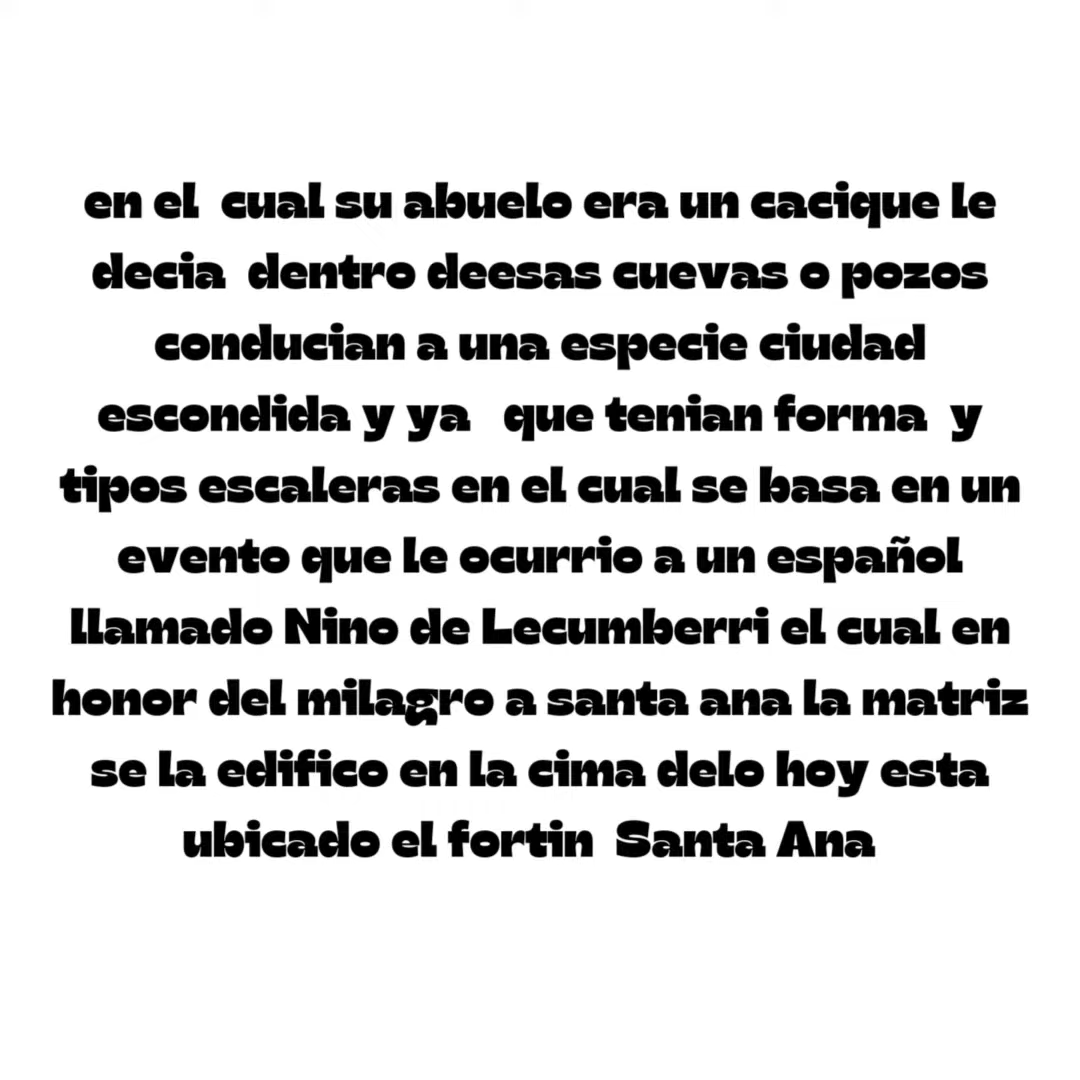 en el cual su abuelo era un cacique le
decia dentro deesas cuevas o pozos
conducian a una especie ciudad
escondida y ya que tenian forma y
tipos escaleras en el cual se basa en un
evento que le ocurrio a un español
llamado Nino de Lecumberri el cual en
honor del milagro a santa ana la matriz
se la edifico en la cima delo hoy esta
ubicado el fortin Santa Ana